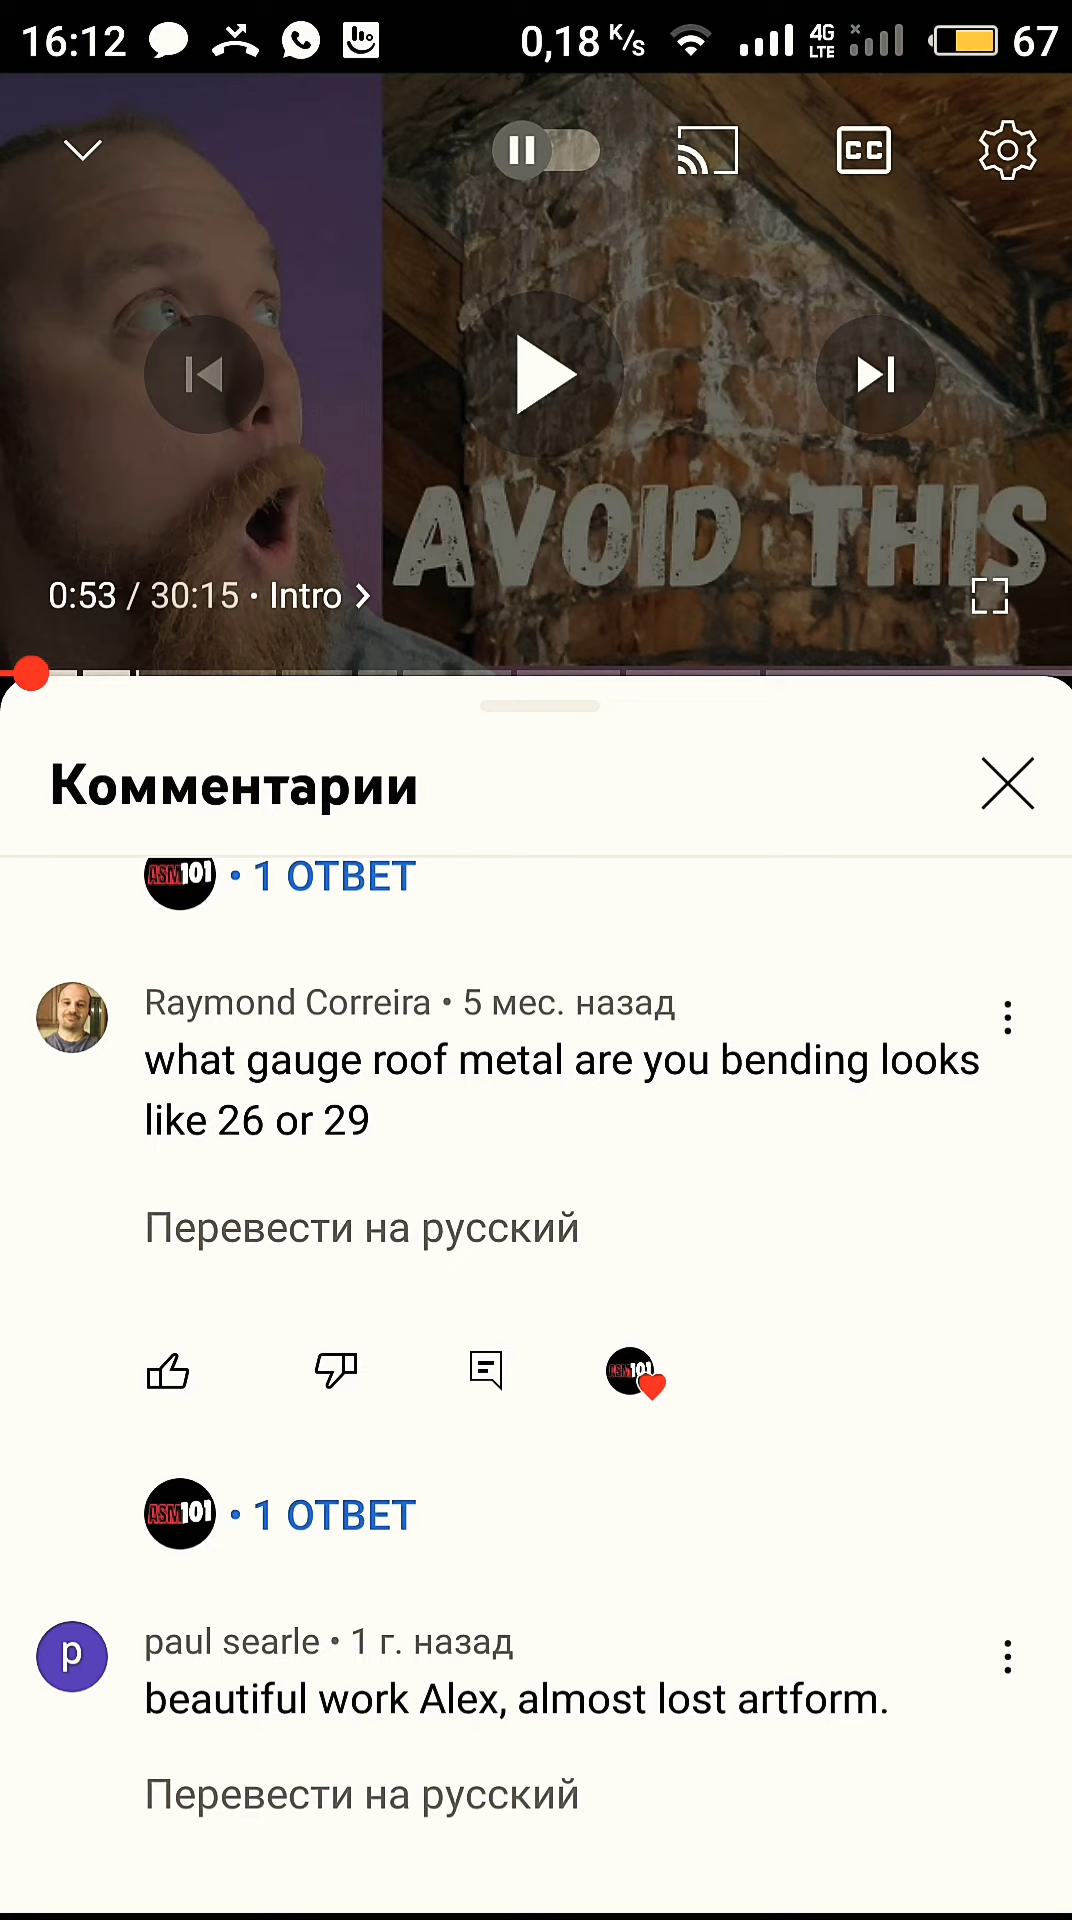 16:12 0,18 K/s 4G LTE 67
CC
AVOID THIS
0:53 / 30:15 • Intro
Комментарии
ASM101 • 1 ОТВЕТ
Raymond Correira • 5 мес. назад
what gauge roof metal are you bending looks
like 26 or 29
Перевести на русский
ASM101
ASM101 • 1 ОТВЕТ
p
paul searle • 1 г. назад
beautiful work Alex, almost lost artform.
Перевести на русский